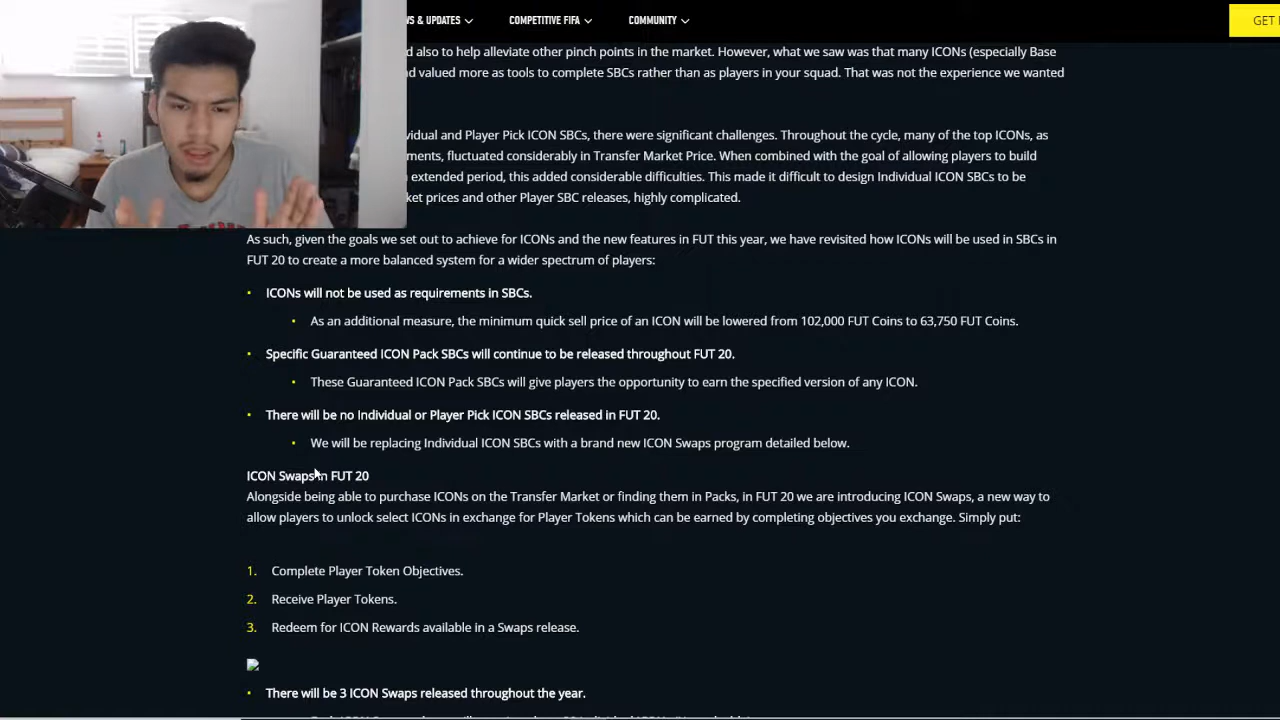 WS & UPDATES COMPETITIVE FIFA COMMUNITY GET
d also to help alleviate other pinch points in the market. However, what we saw was that many ICONs (especially Base
d valued more as tools to complete SBCs rather than as players in your squad. That was not the experience we wanted
vidual and Player Pick ICON SBCs, there were significant challenges. Throughout the cycle, many of the top ICONs, as
ments, fluctuated considerably in Transfer Market Price. When combined with the goal of allowing players to build
extended period, this added considerable difficulties. This made it difficult to design Individual ICON SBCs to be
ket prices and other Player SBC releases, highly complicated.
As such, given the goals we set out to achieve for ICONs and the new features in FUT this year, we have revisited how ICONs will be used in SBCs in
FUT 20 to create a more balanced system for a wider spectrum of players:
• ICONs will not be used as requirements in SBCs.
• As an additional measure, the minimum quick sell price of an ICON will be lowered from 102,000 FUT Coins to 63,750 FUT Coins.
• Specific Guaranteed ICON Pack SBCs will continue to be released throughout FUT 20.
• These Guaranteed ICON Pack SBCs will give players the opportunity to earn the specified version of any ICON.
• There will be no Individual or Player Pick ICON SBCs released in FUT 20.
• We will be replacing Individual ICON SBCs with a brand new ICON Swaps program detailed below.
ICON Swaps in FUT 20
Alongside being able to purchase ICONs on the Transfer Market or finding them in Packs, in FUT 20 we are introducing ICON Swaps, a new way to
allow players to unlock select ICONs in exchange for Player Tokens which can be earned by completing objectives you exchange. Simply put:
1. Complete Player Token Objectives.
2. Receive Player Tokens.
3. Redeem for ICON Rewards available in a Swaps release.
• There will be 3 ICON Swaps released throughout the year.